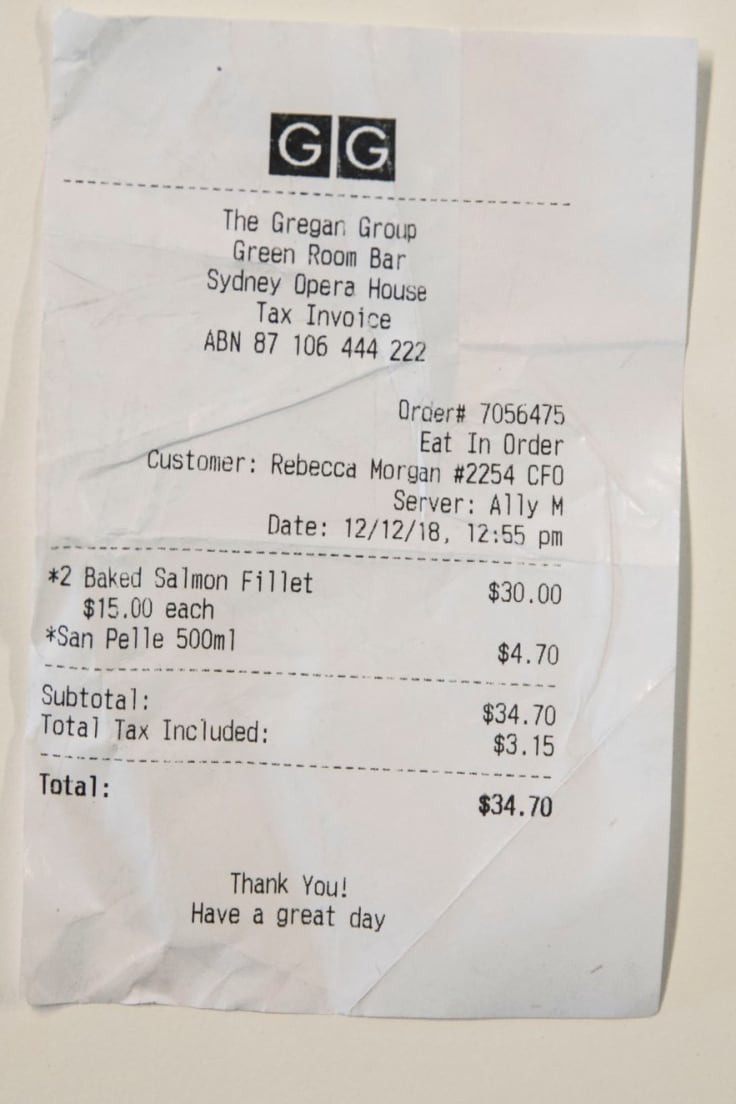 GG
The Gregan Group
Green Room Bar
Sydney Opera House
Tax Invoice
ABN 87 106 444 222
Order# 7056475
Eat In Order
Customer: Rebecca Morgan #2254 CFO
Server: Ally M
Date: 12/12/18, 12:55 pm
*2 Baked Salmon Fillet $30.00
$15.00 each
*San Pelle 500ml $4.70
Subtotal: $34.70
Total Tax Included: $3.15
Total: $34.70
Thank You!
Have a great day